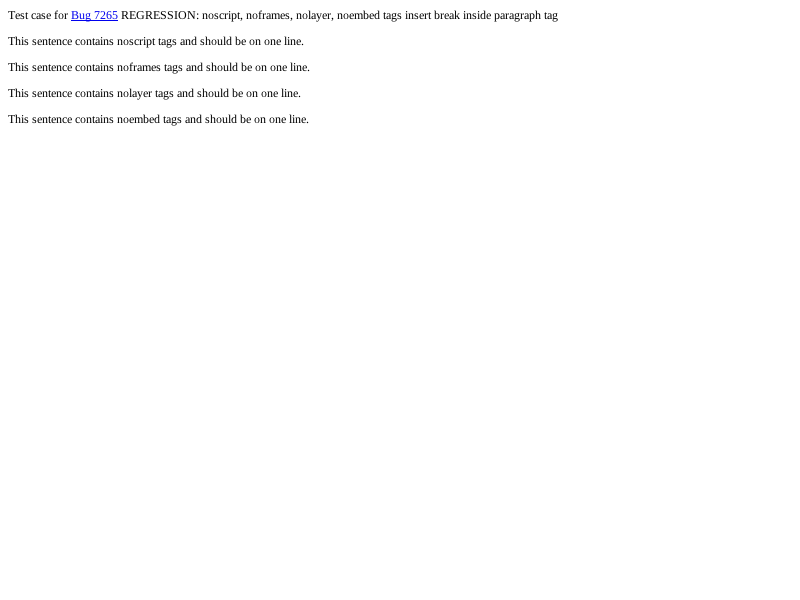 Test case for Bug 7265 REGRESSION: noscript, noframes, nolayer, noembed tags insert break inside paragraph tag
This sentence contains noscript tags and should be on one line.
This sentence contains noframes tags and should be on one line.
This sentence contains nolayer tags and should be on one line.
This sentence contains noembed tags and should be on one line.